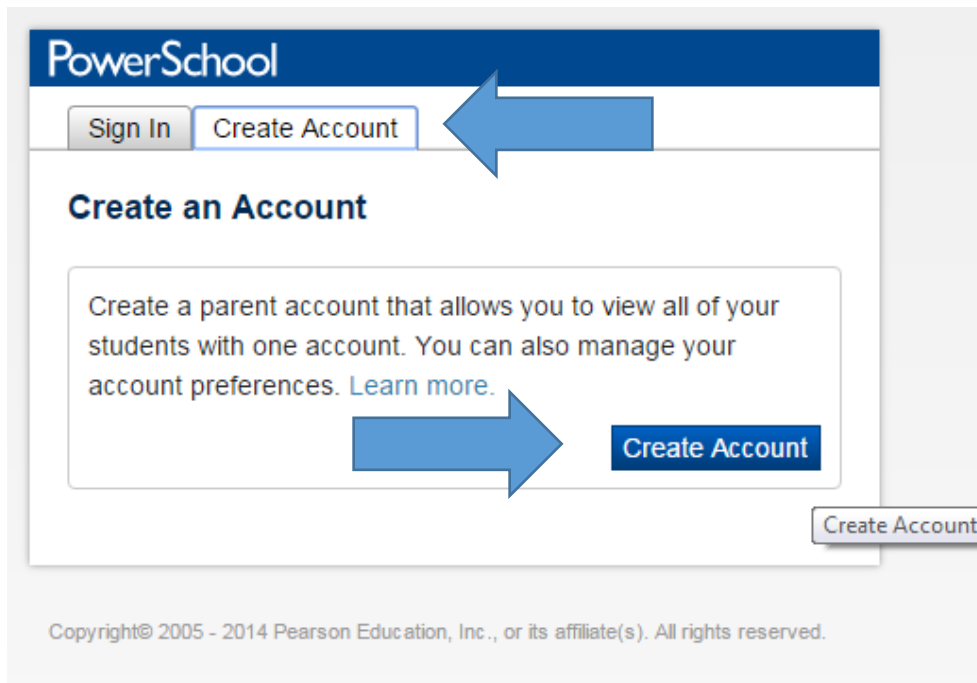 PowerSchool
Sign In
Create Account
Create an Account
Create a parent account that allows you to view all of your
students with one account. You can also manage your
account preferences. Learn more.
Create Account
Create Account
Copyright© 2005 - 2014 Pearson Education, Inc., or its affiliate(s). All rights reserved.